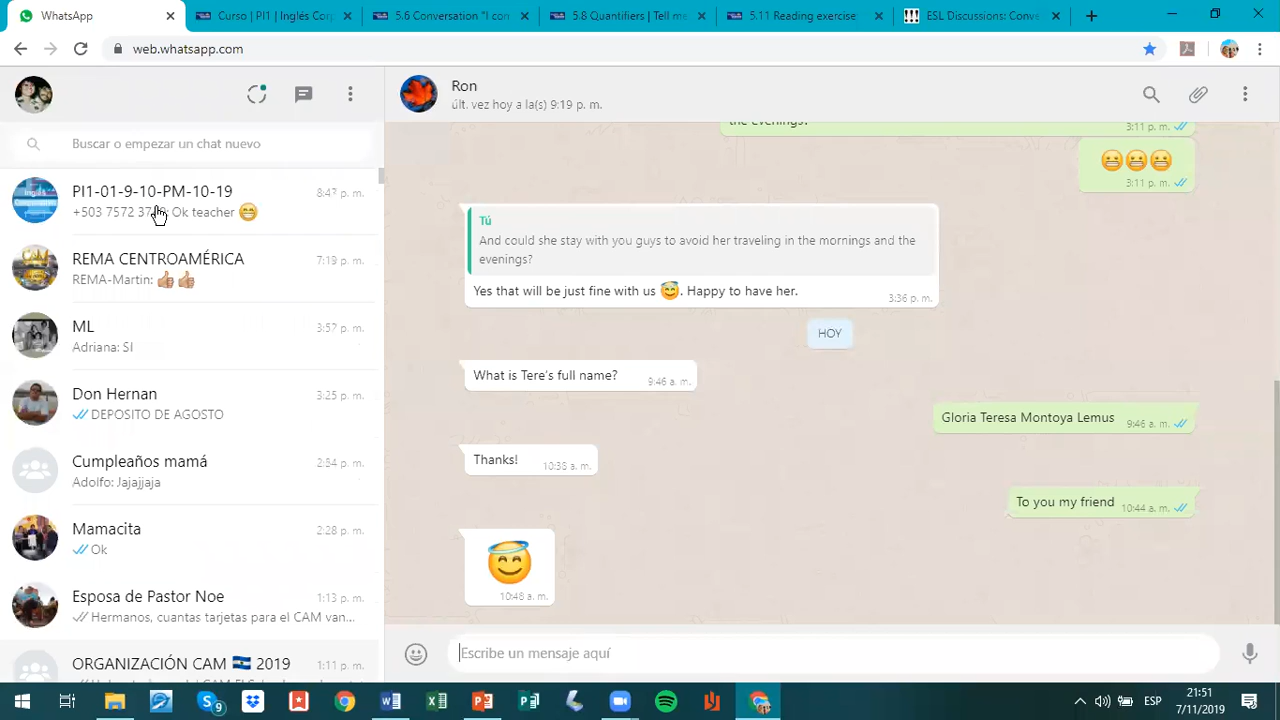 WhatsApp
Curso | PI1 | Inglés Corp
5.6 Conversation "I con
5.8 Quantifiers | Tell me
5.11 Reading exercise:
ESL Discussions: Conve
web.whatsapp.com
Buscar o empezar un chat nuevo
PI1-01-9-10-PM-10-19
8:47 p. m.
+503 7572 37 Ok teacher 😁
REMA CENTROAMÉRICA
7:19 p. m.
REMA-Martin: 👍🏼 👍🏼
ML
3:57 p. m.
Adriana: SI
Don Hernan
3:25 p. m.
DEPOSITO DE AGOSTO
Cumpleaños mamá
2:34 p. m.
Adolfo: Jajajjaja
Mamacita
2:28 p. m.
Ok
Esposa de Pastor Noe
1:13 p. m.
Hermanos, cuantas tarjetas para el CAM van...
ORGANIZACIÓN CAM 🇸🇻 2019
1:11 p. m.
Ron
últ. vez hoy a la(s) 9:19 p. m.
the evenings?
3:11 p. m.
😬😬😬
3:11 p. m.
Tú
And could she stay with you guys to avoid her traveling in the mornings and the
evenings?
Yes that will be just fine with us 😇. Happy to have her.
3:36 p. m.
HOY
What is Tere's full name?
9:46 a. m.
Gloria Teresa Montoya Lemus
9:46 a. m.
Thanks!
10:38 a. m.
To you my friend
10:44 a. m.
😇
10:48 a. m.
Escribe un mensaje aquí
ESP
21:51
7/11/2019